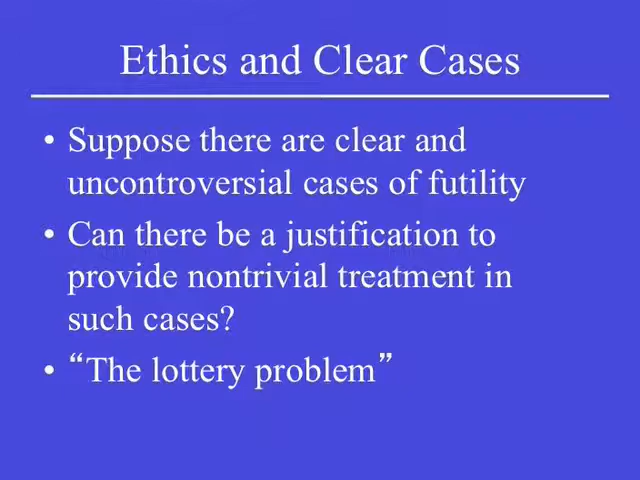 Ethics and Clear Cases
• Suppose there are clear and
uncontroversial cases of futility
• Can there be a justification to
provide nontrivial treatment in
such cases?
• “The lottery problem”